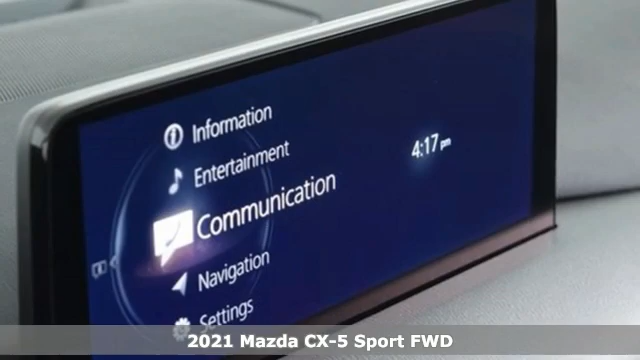 Information
Entertainment
4:17 pm
Communication
Navigation
Settings
2021 Mazda CX-5 Sport FWD